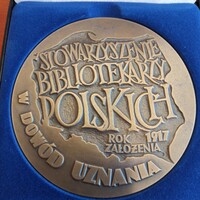 STOWARZYSZENIE
BIBLIOTEKARZY
POLSKICH
ROK 1917
ZAŁOŻENIA
W DOWÓD UZNANIA